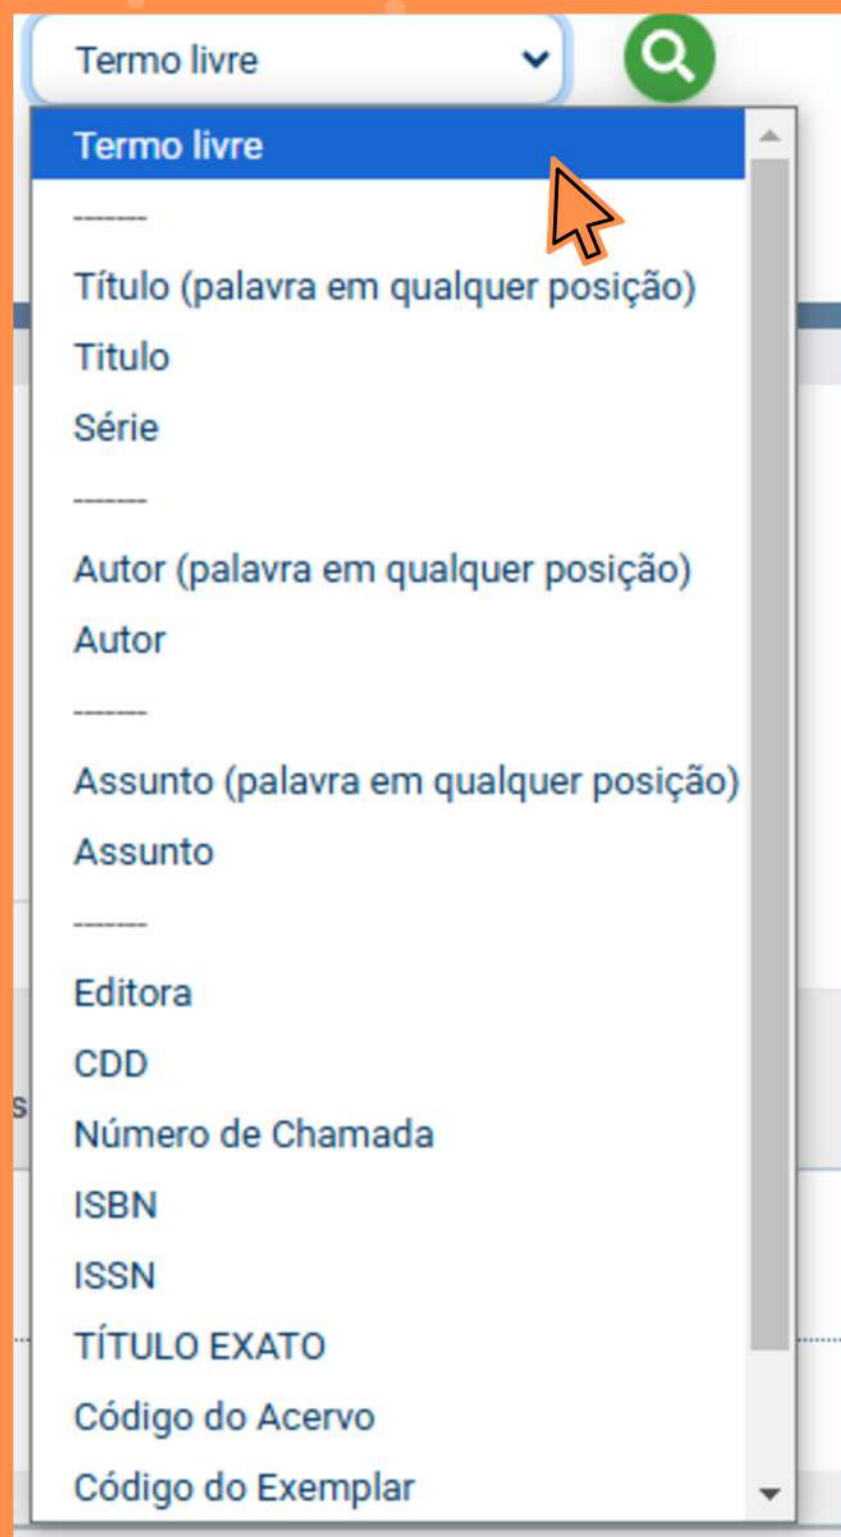 Termo livre
Termo livre
-------
Título (palavra em qualquer posição)
Titulo
Série
-------
Autor (palavra em qualquer posição)
Autor
-------
Assunto (palavra em qualquer posição)
Assunto
-------
Editora
CDD
s
Número de Chamada
ISBN
ISSN
TÍTULO EXATO
Código do Acervo
Código do Exemplar